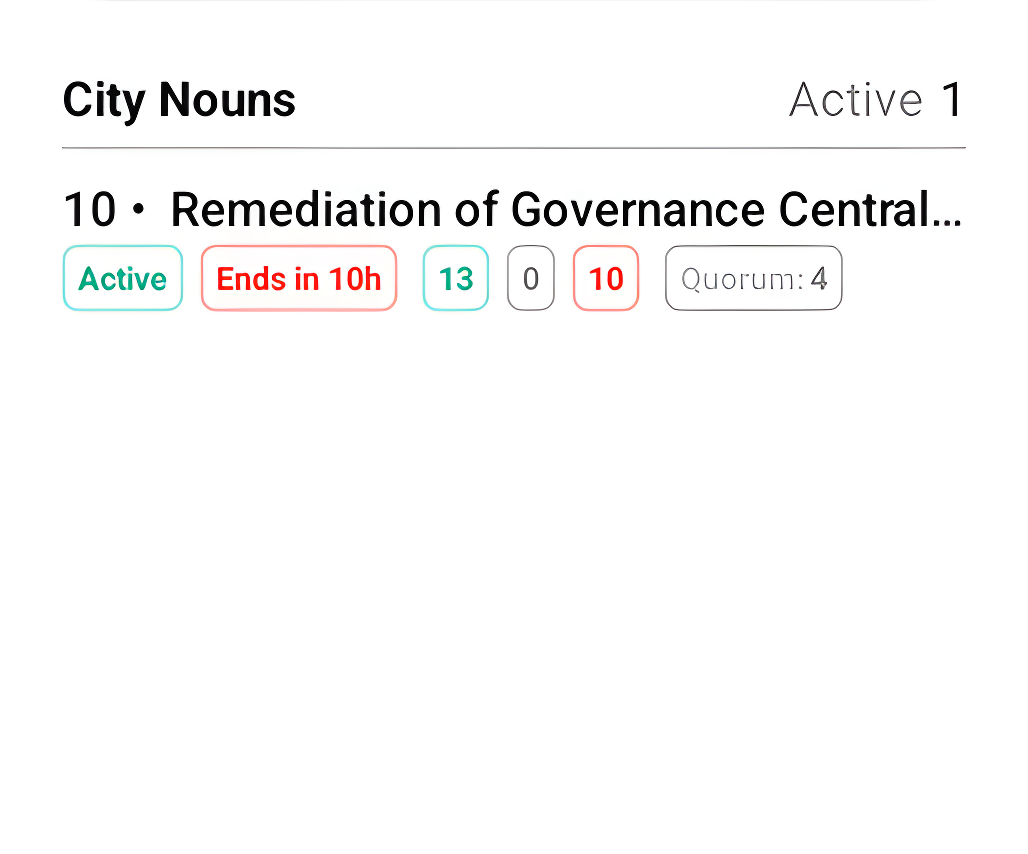 City Nouns Active 1
10 • Remediation of Governance Central...
Active Ends in 10h 13 0 10 Quorum: 4